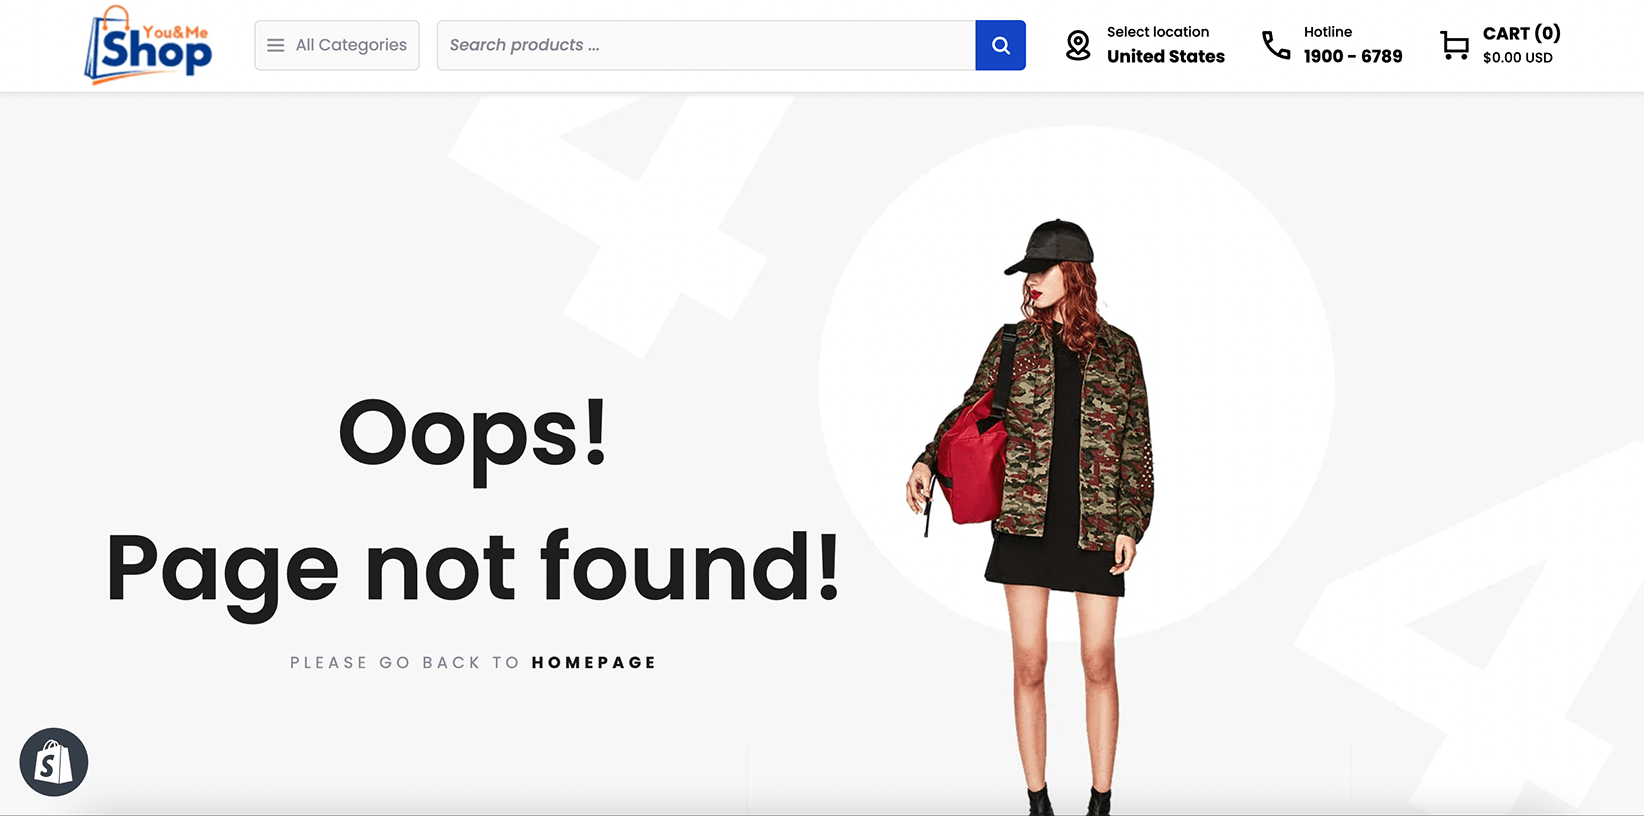 You&Me
Shop
All Categories
Search products ...
Select location
United States
Hotline
1900 - 6789
CART (0)
$0.00 USD
404
Oops!
Page not found!
PLEASE GO BACK TO HOMEPAGE
S